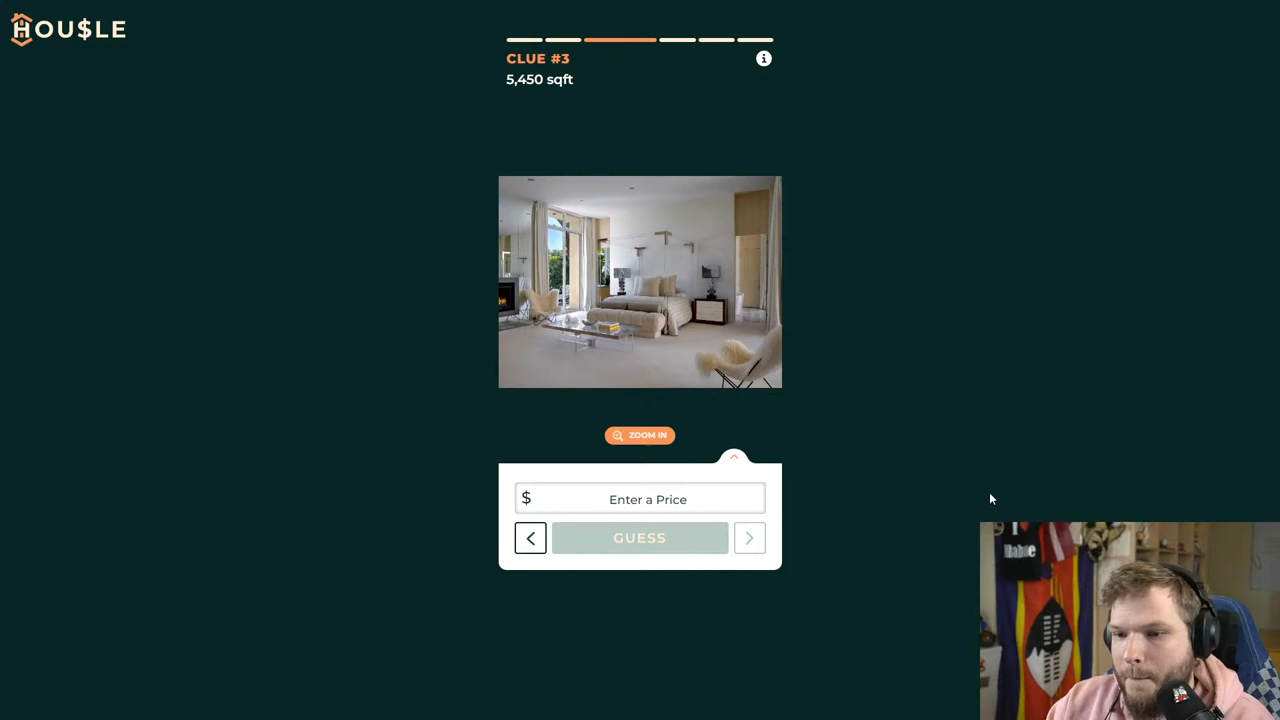 HOU$LE
CLUE #3
5,450 sqft
ZOOM IN
$ Enter a Price
GUESS
I